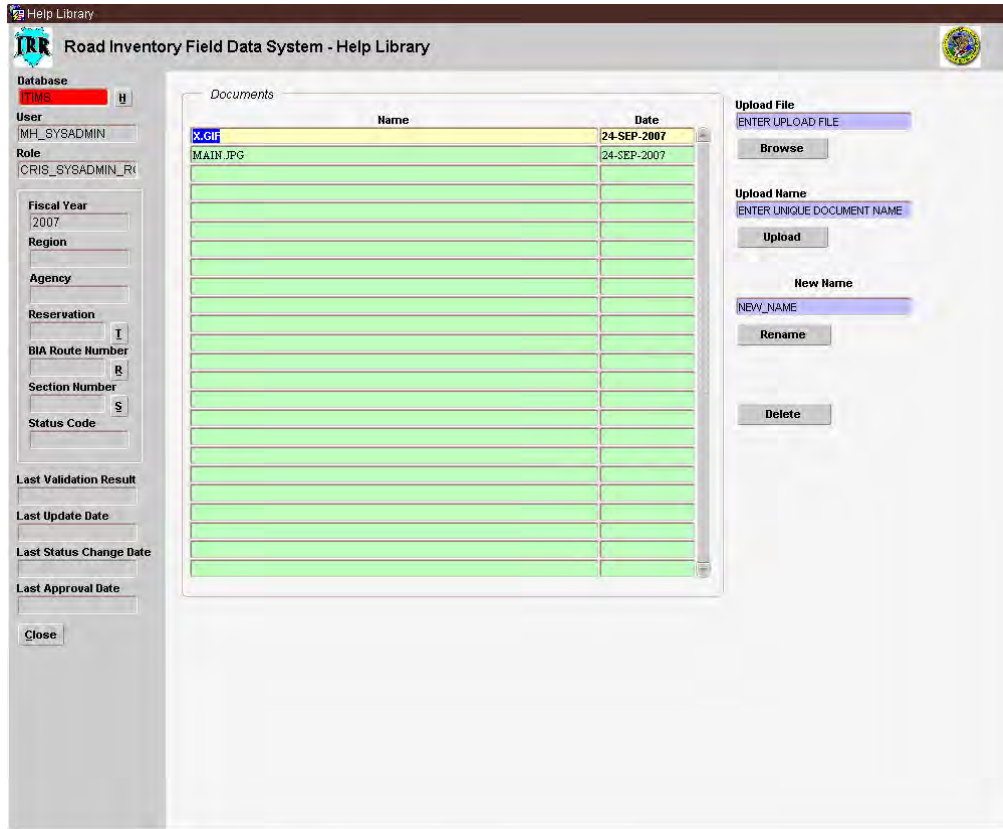 Help Library
IRR Road Inventory Field Data System - Help Library
Database
ITIMS H
User
MH_SYSADMIN
Role
CRIS_SYSADMIN_R
Fiscal Year
2007
Region
Agency
Reservation
T
BIA Route Number
R
Section Number
S
Status Code
Last Validation Result
Last Update Date
Last Status Change Date
Last Approval Date
Close
Documents
Name Date
X.GIF 24-SEP-2007
MAIN.JPG 24-SEP-2007
Upload File
ENTER UPLOAD FILE
Browse
Upload Name
ENTER UNIQUE DOCUMENT NAME
Upload
New Name
NEW_NAME
Rename
Delete